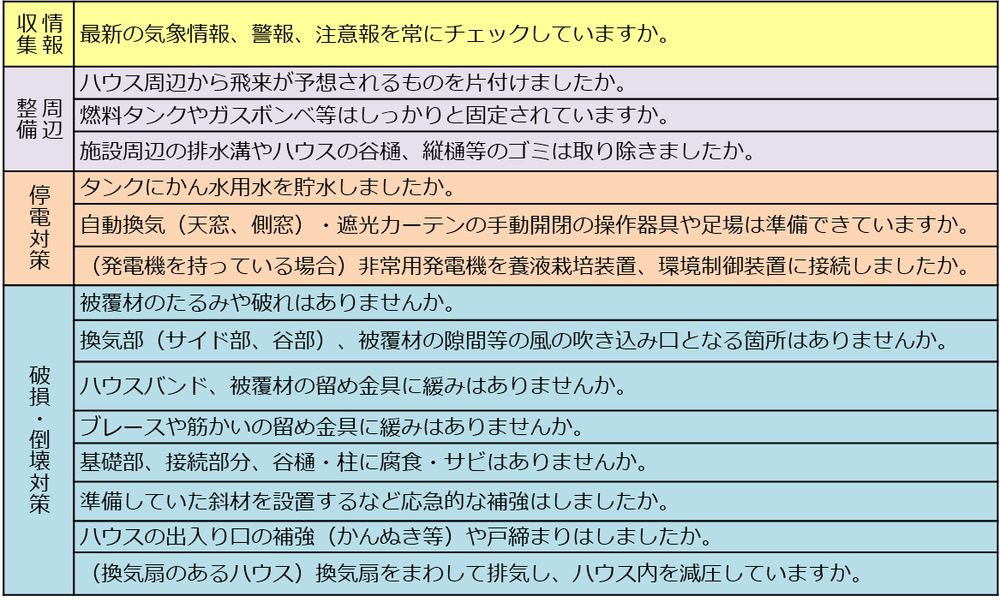 情報収集
最新の気象情報、警報、注意報を常にチェックしていますか。
周辺整備
ハウス周辺から飛来が予想されるものを片付けましたか。
燃料タンクやガスボンベ等はしっかりと固定されていますか。
施設周辺の排水溝やハウスの谷樋、縦樋等のゴミは取り除きましたか。
停電対策
タンクにかん水用水を貯水しましたか。
自動換気（天窓、側窓）・遮光カーテンの手動開閉の操作器具や足場は準備できていますか。
（発電機を持っている場合）非常用発電機を養液栽培装置、環境制御装置に接続しましたか。
破損・倒壊対策
被覆材のたるみや破れはありませんか。
換気部（サイド部、谷部）、被覆材の隙間等の風の吹き込み口となる箇所はありませんか。
ハウスバンド、被覆材の留め金具に緩みはありませんか。
ブレースや筋かいの留め金具に緩みはありませんか。
基礎部、接続部分、谷樋・柱に腐食・サビはありませんか。
準備していた斜材を設置するなど応急的な補強はしましたか。
ハウスの出入り口の補強（かんぬき等）や戸締まりはしましたか。
（換気扇のあるハウス）換気扇をまわして排気し、ハウス内を減圧していますか。